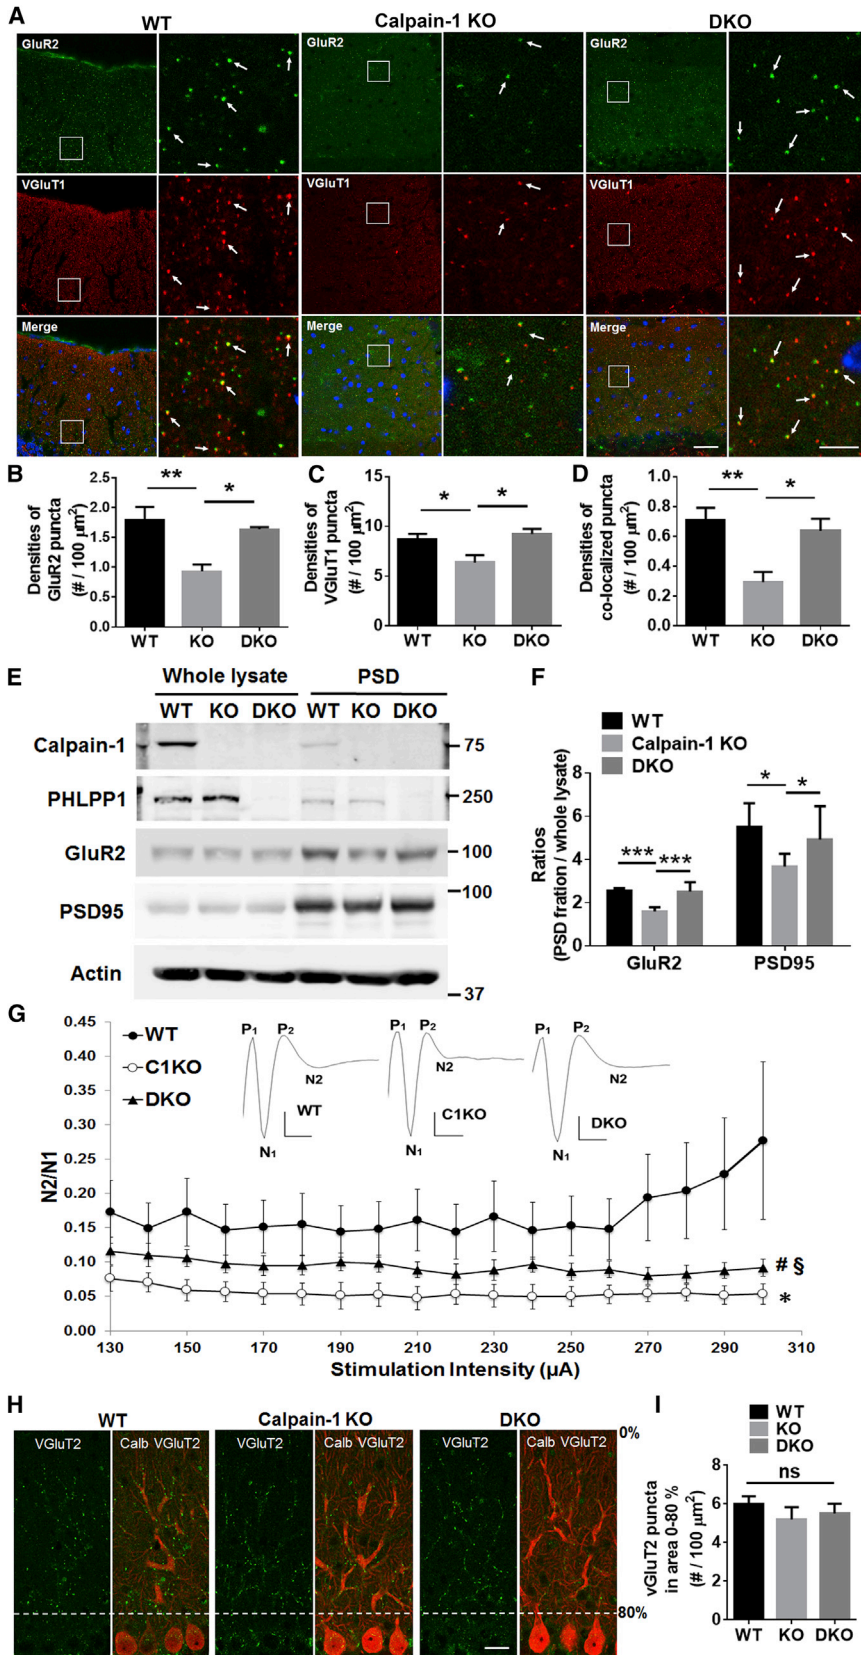 A
WT
Calpain-1 KO
DKO
GluR2
GluR2
GluR2
VGluT1
VGluT1
VGluT1
Merge
Merge
Merge
B
Densities of
GluR2 puncta
(# / 100 µm2)
2.5
2.0
1.5
1.0
0.5
0.0
** *
WT KO DKO
C
Densities of
VGluT1 puncta
(# / 100 µm2)
15
10
5
0
* *
WT KO DKO
D
Densities of
co-localized puncta
(# / 100 µm2)
0.8
0.6
0.4
0.2
0.0
** *
WT KO DKO
E
Whole lysate PSD
WT KO DKO WT KO DKO
Calpain-1 75
PHLPP1 250
GluR2 100
PSD95 100
Actin
37
F
WT
Calpain-1 KO
DKO
Ratios
(PSD fration / whole lysate)
8
6
4
2
0
*** *** * *
GluR2 PSD95
G
N2/N1
0.45
0.40
0.35
0.30
0.25
0.20
0.15
0.10
0.05
0.00
WT
C1KO
DKO
P1 P2 N2 N1 WT
P1 P2 N2 N1 C1KO
P1 P2 N2 N1 DKO
# §
*
130 150 170 190 210 230 250 270 290 310
Stimulation Intensity (µA)
H
WT Calpain-1 KO DKO
VGluT2 Calb VGluT2 VGluT2 Calb VGluT2 VGluT2 Calb VGluT2
0%
80%
I
WT
KO
DKO
vGluT2 puncta
in area 0-80 %
(# / 100 µm2)
8
6
4
2
0
ns
WT KO DKO